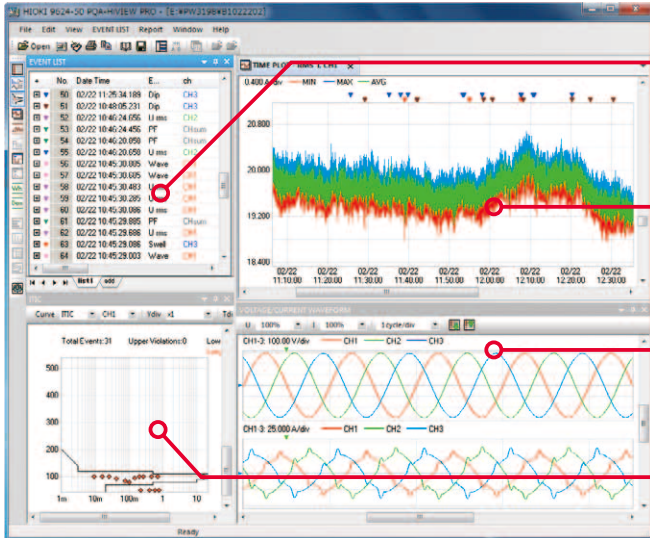 HIOKI 9624-50 PQA-HiVIEW PRO - [E:¥PW3198¥B1022202]
File Edit View EVENT LIST Report Window Help
Open
EVENT LIST
No. Date Time E... ch
50 02/22 11:25:34.189 Dip CH3
51 02/22 10:48:05.231 Dip CH3
52 02/22 10:46:24.656 U rms CH2
53 02/22 10:46:24.456 PF CHsum
54 02/22 10:46:20.058 PF CHsum
55 02/22 10:46:20.058 U rms CH2
56 02/22 10:45:30.885 Wave CH1
57 02/22 10:45:30.805 Wave CH1
58 02/22 10:45:30.483 CH1
59 02/22 10:45:30.285 CH1
60 02/22 10:45:30.086 U rms CH1
61 02/22 10:45:29.885 PF CHsum
62 02/22 10:45:29.686 U rms CH1
63 02/22 10:45:29.086 Swell CH3
64 02/22 10:45:29.003 Wave CH1
list1 add
TIME PLOT RMS I, CH1
0.400 A/div MIN MAX AVG
20.800
20.000
19.200
18.400
02/22 02/22 02/22 02/22 02/22 02/22 02/22 02/22 02/22
11:10.00 11:20.00 11:30.00 11:40.00 11:50.00 12:00.00 12:10.00 12:20.00 12:30.00
ITIC
Curve ITIC CH1 Ydiv x1 Tdi
Total Events:31 Upper Violations:0 Low
500
400
300
200
100
1m 10m 100m 1 10
VOLTAGE/CURRENT WAVEFORM
U 100% I 100% 1cycle/div
CH1-3: 100.00 V/div CH1 CH2 CH3
CH1-3: 25.000 A/div CH1 CH2 CH3
Ready